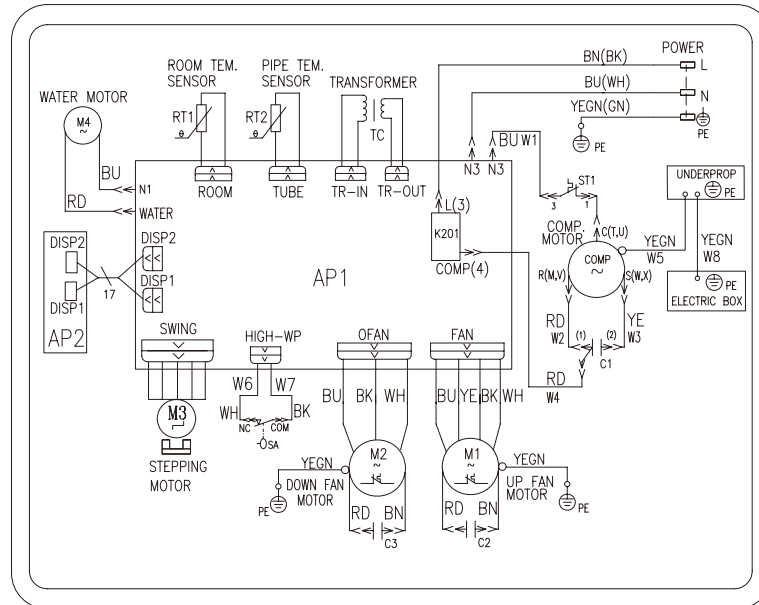 ROOM TEM.
SENSOR
PIPE TEM.
SENSOR
TRANSFORMER
BN(BK)
POWER
L
BU(WH)
N
YEGN(GN)
PE
PE
WATER MOTOR
M4
~
RT1
θ
RT2
θ
TC
BU
N1
RD
WATER
ROOM
TUBE
TR-IN
TR-OUT
N3
N3
BU W1
ST1
3
1
UNDERPROP
PE
L(3)
K201
COMP(4)
COMP.
MOTOR
C(T,U)
COMP
~
R(M,V)
S(W,X)
YEGN
W5
YEGN
W8
PE
ELECTRIC BOX
DISP2
DISP1
AP2
17
DISP2
DISP1
AP1
RD
W2
(1)
(2)
YE
W3
C1
RD
W4
SWING
HIGH-WP
OFAN
FAN
W6
W7
WH
BK
NC
COM
SA
BU
BK
WH
BU
YE
BK
WH
M3
STEPPING
MOTOR
YEGN
M2
~
DOWN FAN
MOTOR
PE
RD
BN
C3
M1
~
YEGN
UP FAN
MOTOR
PE
RD
BN
C2